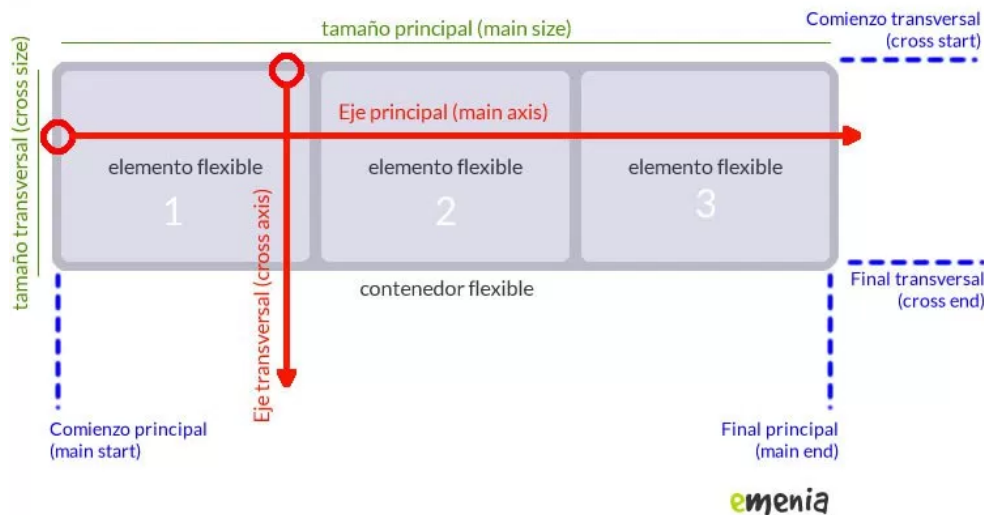 tamaño principal (main size)
Comienzo transversal
(cross start)
tamaño transversal (cross size)
Eje principal (main axis)
elemento flexible
1
elemento flexible
2
elemento flexible
3
Eje transversal (cross axis)
contenedor flexible
Final transversal
(cross end)
Comienzo principal
(main start)
Final principal
(main end)
emenia